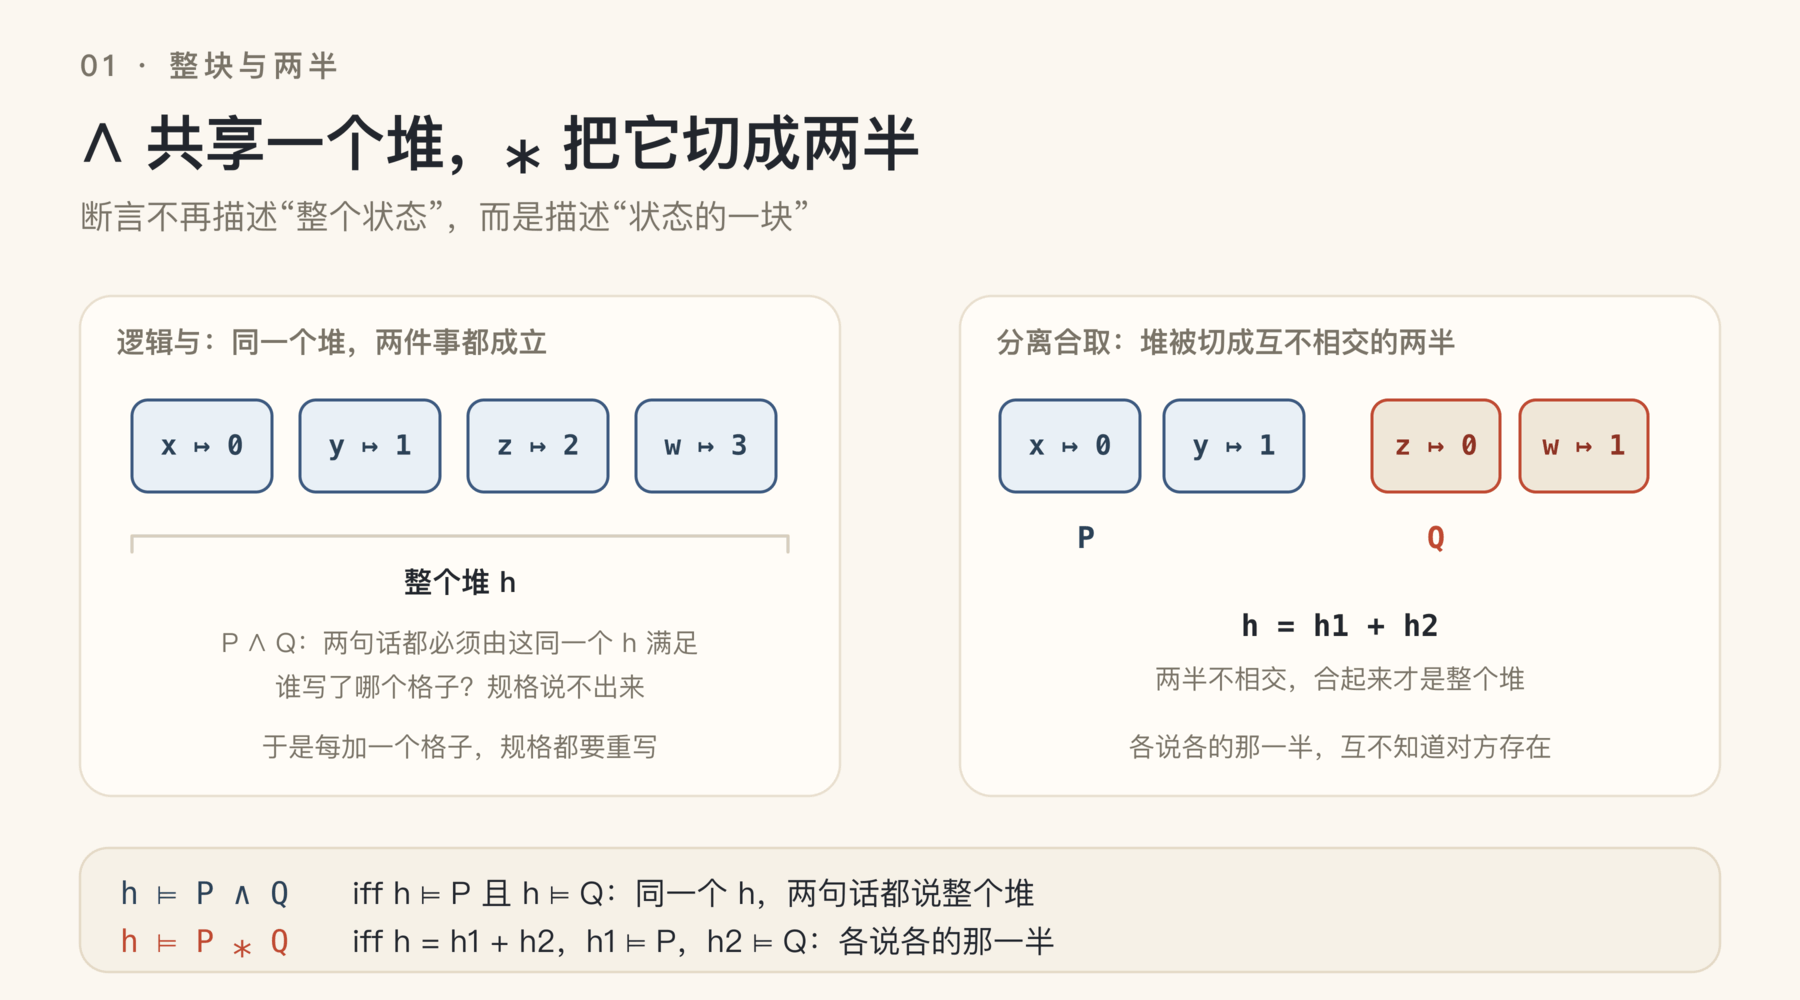 01 · 整块与两半
∧ 共享一个堆，∗ 把它切成两半
断言不再描述“整个状态”，而是描述“状态的一块”
逻辑与：同一个堆，两件事都成立
x ↦ 0
y ↦ 1
z ↦ 2
w ↦ 3
整个堆 h
P ∧ Q：两句话都必须由这同一个 h 满足
谁写了哪个格子？规格说不出来
于是每加一个格子，规格都要重写
分离合取：堆被切成互不相交的两半
x ↦ 0
y ↦ 1
z ↦ 0
w ↦ 1
P
Q
h = h1 + h2
两半不相交，合起来才是整个堆
各说各的那一半，互不知道对方存在
h ⊨ P ∧ Q iff h ⊨ P 且 h ⊨ Q：同一个 h，两句话都说整个堆
h ⊨ P ∗ Q iff h = h1 + h2，h1 ⊨ P，h2 ⊨ Q：各说各的那一半